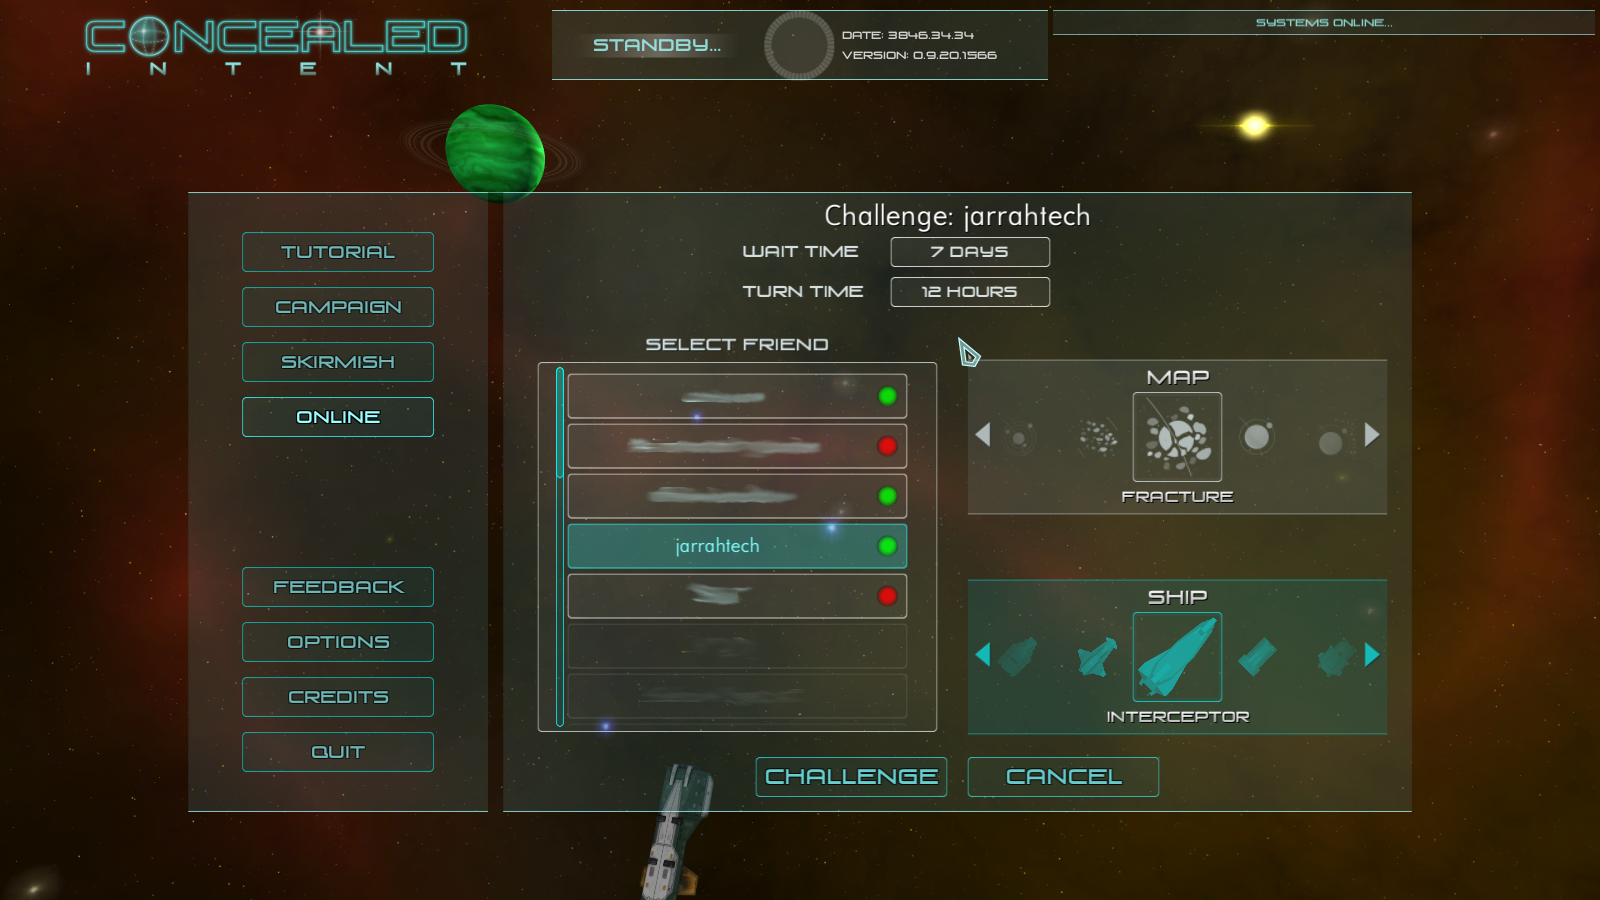 CONCEALED
INTENT
STANDBY...
DATE: 3846.34.34
VERSION: 0.9.20.1566
SYSTEMS ONLINE...
TUTORIAL
CAMPAIGN
SKIRMISH
ONLINE
FEEDBACK
OPTIONS
CREDITS
QUIT
Challenge: jarrahtech
WAIT TIME
7 DAYS
TURN TIME
12 HOURS
SELECT FRIEND
jarrahtech
MAP
FRACTURE
SHIP
INTERCEPTOR
CHALLENGE
CANCEL